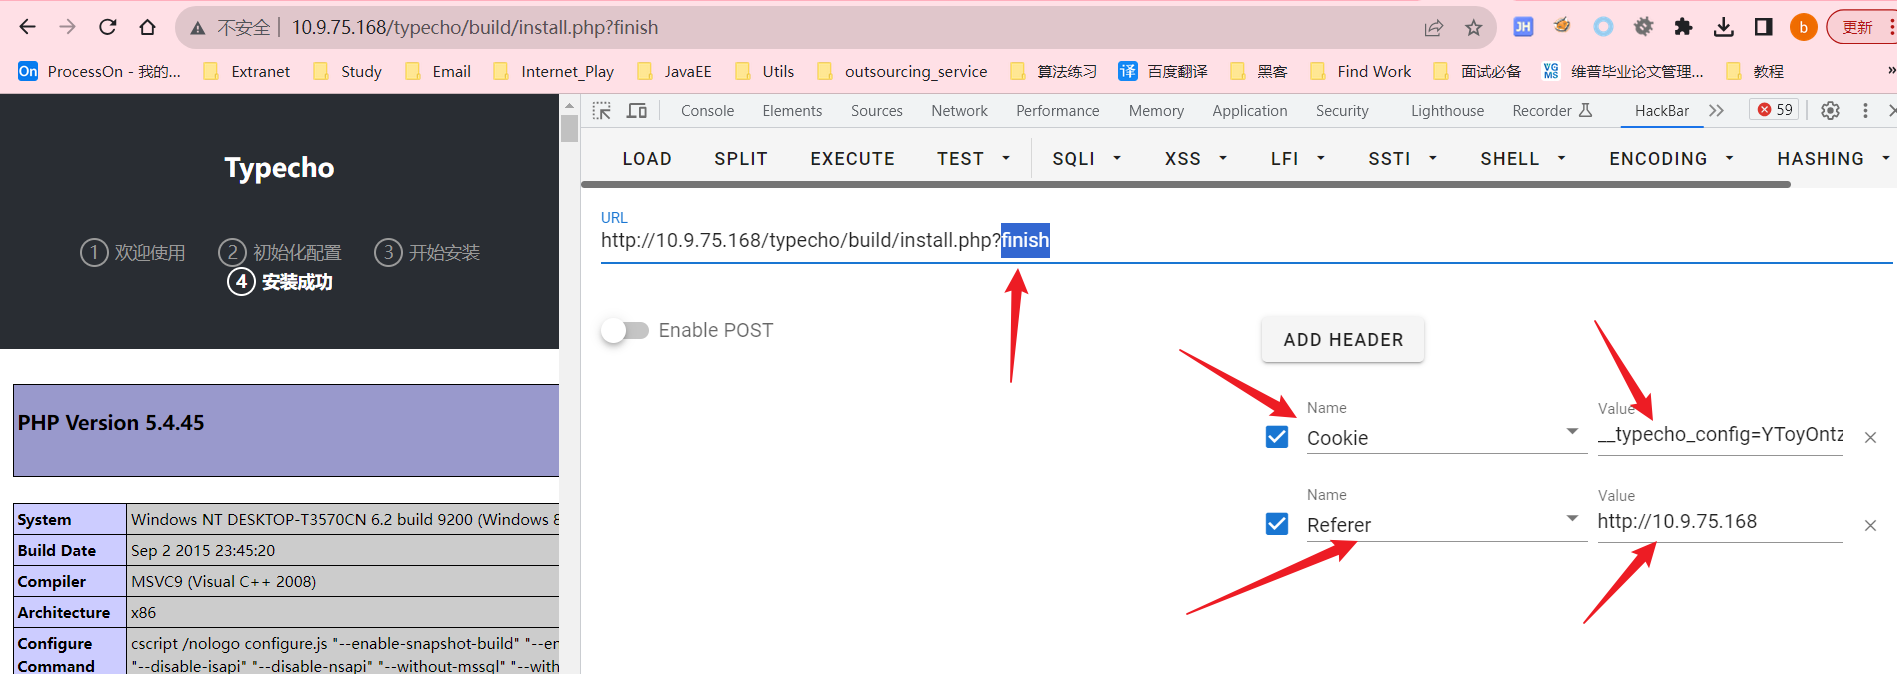 不安全 | 10.9.75.168/typecho/build/install.php?finish
JH
b
更新
On ProcessOn - 我的... Extranet Study Email Internet_Play JavaEE Utils outsourcing_service 算法练习 译 百度翻译 黑客 Find Work 面试必备 VG MS 维普毕业论文管理... 教程 »
Console Elements Sources Network Performance Memory Application Security Lighthouse Recorder HackBar 59
LOAD SPLIT EXECUTE TEST SQLI XSS LFI SSTI SHELL ENCODING HASHING
Typecho
1 欢迎使用 2 初始化配置 3 开始安装
4 安装成功
PHP Version 5.4.45
System Windows NT DESKTOP-T3570CN 6.2 build 9200 (Windows 8
Build Date Sep 2 2015 23:45:20
Compiler MSVC9 (Visual C++ 2008)
Architecture x86
Configure Command cscript /nologo configure.js "--enable-snapshot-build" "--en
"--disable-isapi" "--disable-nsapi" "--without-mssql" "--with
URL
http://10.9.75.168/typecho/build/install.php?finish
Enable POST
ADD HEADER
Name Value
Cookie __typecho_config=YToyOntz
Name Value
Referer http://10.9.75.168